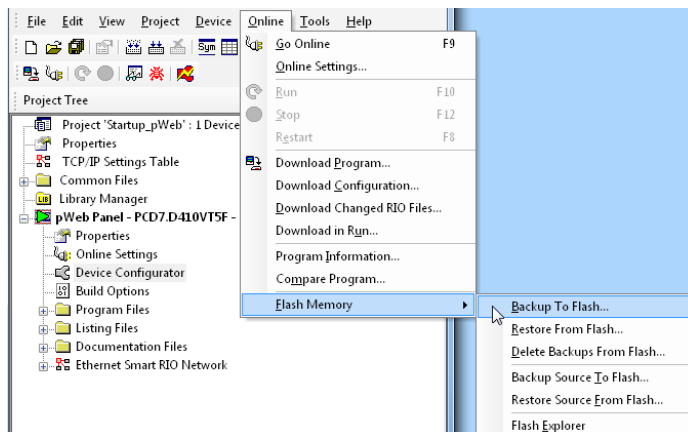 File Edit View Project Device Online Tools Help
Sym
Project Tree
Project 'Startup_pWeb' : 1 Device
Properties
TCP/IP Settings Table
Common Files
LIB Library Manager
pWeb Panel - PCD7.D410VT5F -
Properties
Online Settings
Device Configurator
Build Options
Program Files
Listing Files
Documentation Files
Ethernet Smart RIO Network
Go Online F9
Online Settings...
Run F10
Stop F12
Restart F8
Download Program...
Download Configuration...
Download Changed RIO Files...
Download in Run...
Program Information...
Compare Program...
Flash Memory
Backup To Flash...
Restore From Flash...
Delete Backups From Flash...
Backup Source To Flash...
Restore Source From Flash...
Flash Explorer